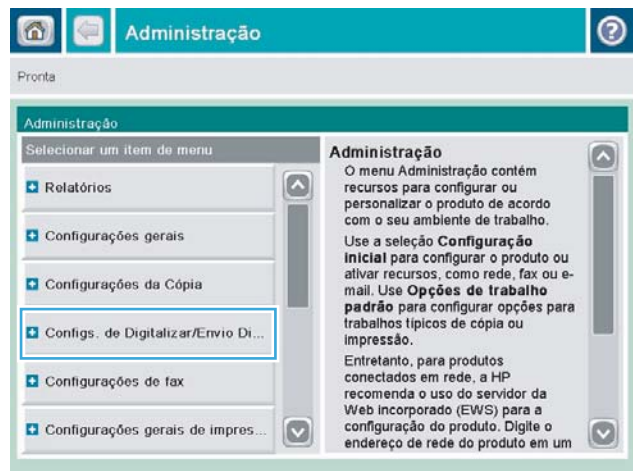 Administração
Pronta
Administração
Selecionar um item de menu
Relatórios
Configurações gerais
Configurações da Cópia
Configs. de Digitalizar/Envio Di...
Configurações de fax
Configurações gerais de impres...
Administração
O menu Administração contém
recursos para configurar ou
personalizar o produto de acordo
com o seu ambiente de trabalho.
Use a seleção Configuração
inicial para configurar o produto ou
ativar recursos, como rede, fax ou e-
mail. Use Opções de trabalho
padrão para configurar opções para
trabalhos típicos de cópia ou
impressão.
Entretanto, para produtos
conectados em rede, a HP
recomenda o uso do servidor da
Web incorporado (EWS) para a
configuração do produto. Digite o
endereço de rede do produto em um